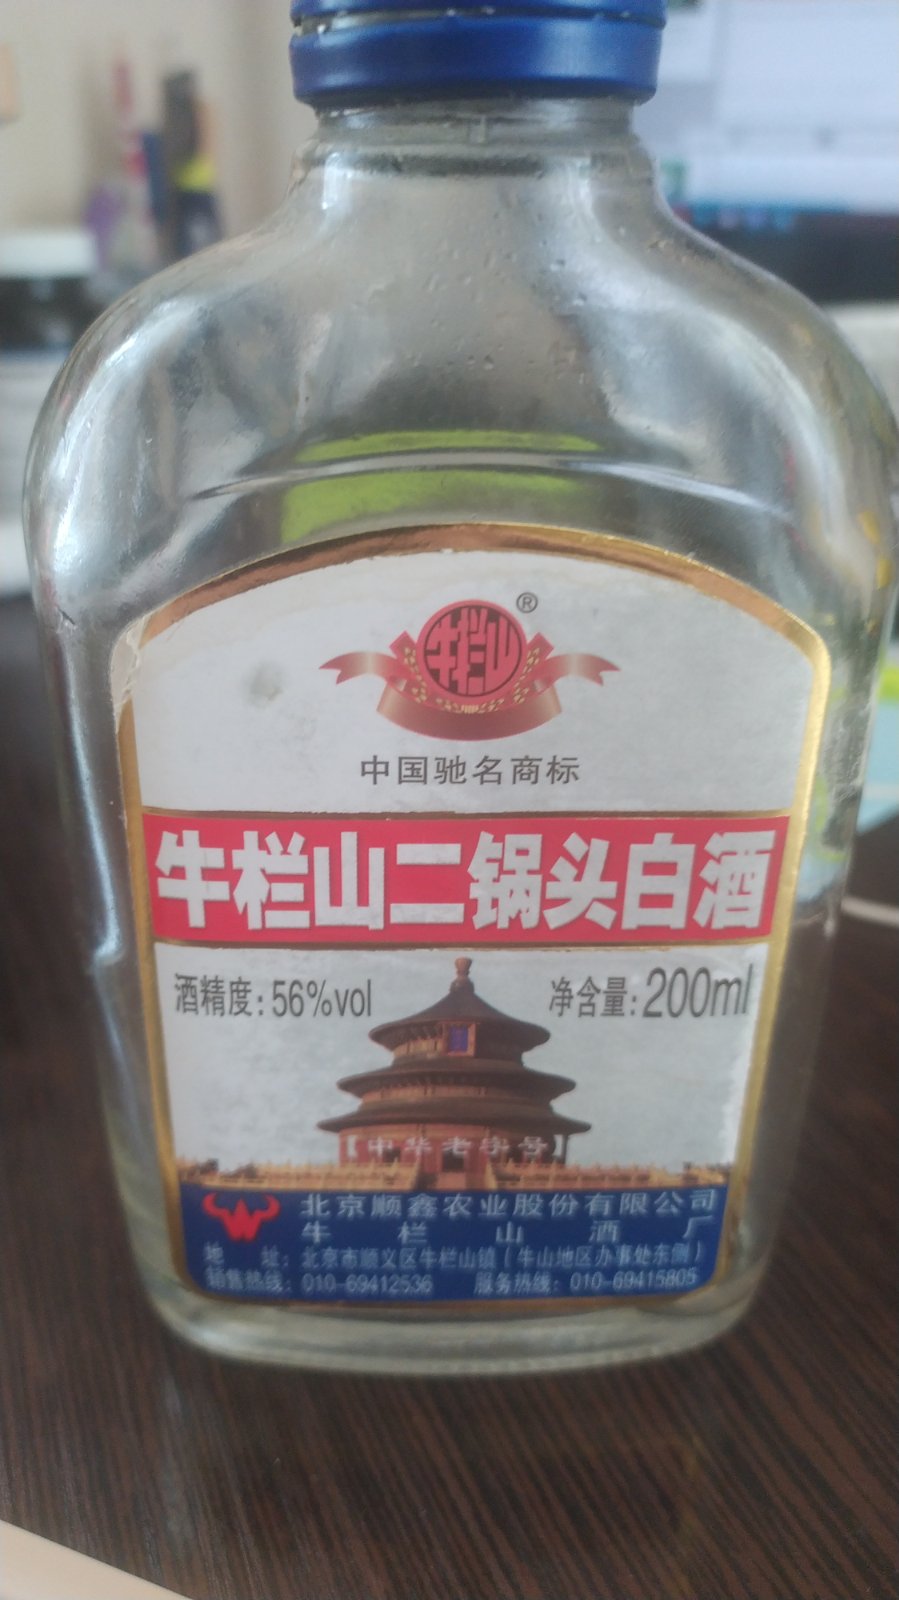 牛栏山®
中国驰名商标
牛栏山二锅头白酒
酒精度:56%vol 净含量:200ml
【中华老字号】
北京顺鑫农业股份有限公司
牛栏山酒厂
地 址:北京市顺义区牛栏山镇(牛山地区办事处东侧)
销售热线:010-69412536 服务热线:010-69415805